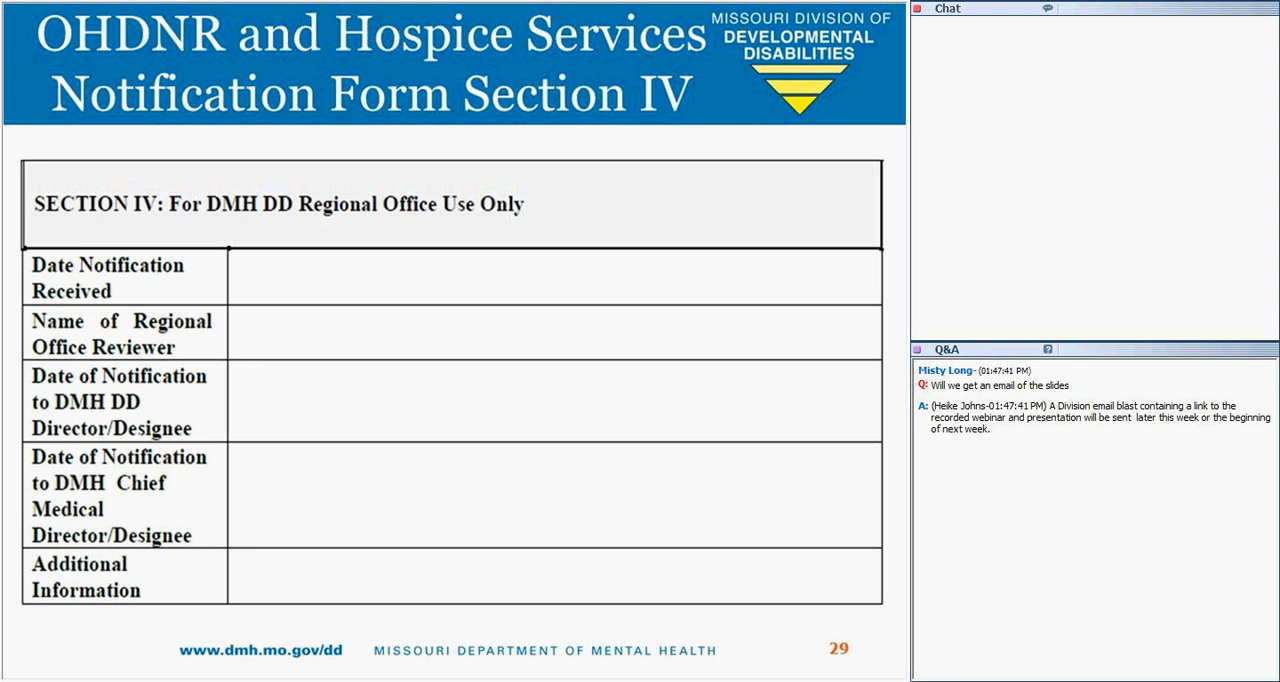 OHDNR and Hospice Services
Notification Form Section IV
MISSOURI DIVISION OF
DEVELOPMENTAL
DISABILITIES
SECTION IV: For DMH DD Regional Office Use Only
Date Notification
Received
Name of Regional
Office Reviewer
Date of Notification
to DMH DD
Director/Designee
Date of Notification
to DMH Chief
Medical
Director/Designee
Additional
Information
www.dmh.mo.gov/dd MISSOURI DEPARTMENT OF MENTAL HEALTH 29
Chat
Q&A
Misty Long- (01:47:41 PM)
Q: Will we get an email of the slides
A: (Heike Johns-01:47:41 PM) A Division email blast containing a link to the
recorded webinar and presentation will be sent later this week or the beginning
of next week.